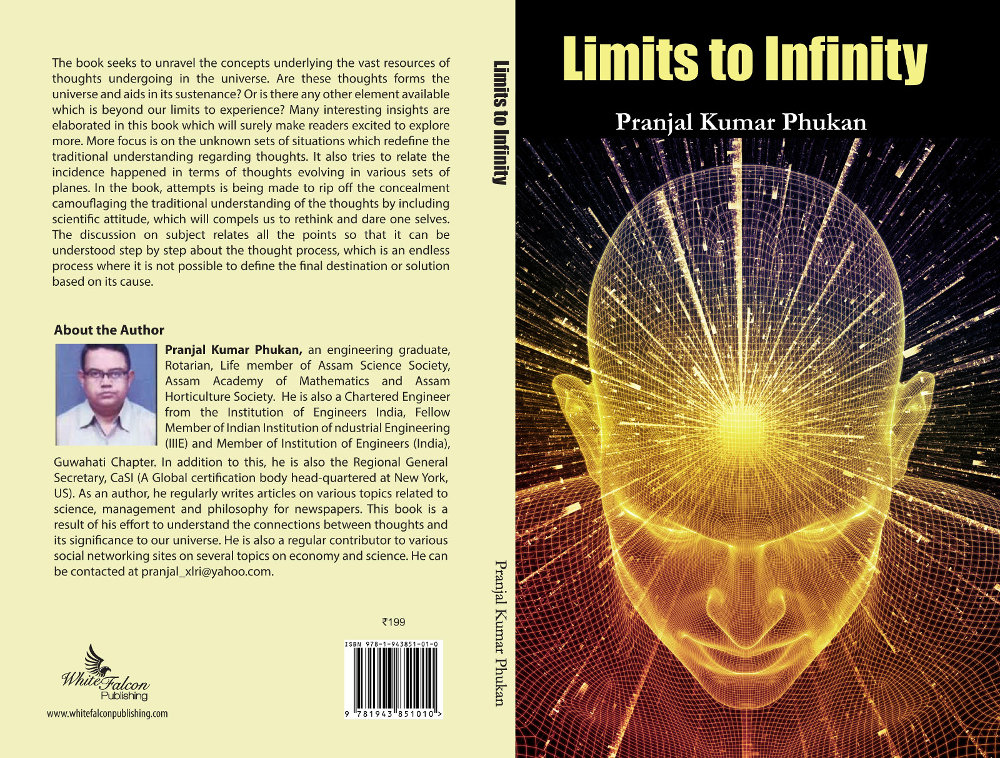 The book seeks to unravel the concepts underlying the vast resources of
thoughts undergoing in the universe. Are these thoughts forms the
universe and aids in its sustenance? Or is there any other element available
which is beyond our limits to experience? Many interesting insights are
elaborated in this book which will surely make readers excited to explore
more. More focus is on the unknown sets of situations which redefine the
traditional understanding regarding thoughts. It also tries to relate the
incidence happened in terms of thoughts evolving in various sets of
planes. In the book, attempts is being made to rip off the concealment
camouflaging the traditional understanding of the thoughts by including
scientific attitude, which will compels us to rethink and dare one selves.
The discussion on subject relates all the points so that it can be
understood step by step about the thought process, which is an endless
process where it is not possible to define the final destination or solution
based on its cause.
About the Author
Pranjal Kumar Phukan, an engineering graduate,
Rotarian, Life member of Assam Science Society,
Assam Academy of Mathematics and Assam
Horticulture Society. He is also a Chartered Engineer
from the Institution of Engineers India, Fellow
Member of Indian Institution of ndustrial Engineering
(IIIE) and Member of Institution of Engineers (India),
Guwahati Chapter. In addition to this, he is also the Regional General
Secretary, CaSI (A Global certification body head-quartered at New York,
US). As an author, he regularly writes articles on various topics related to
science, management and philosophy for newspapers. This book is a
result of his effort to understand the connections between thoughts and
its significance to our universe. He is also a regular contributor to various
social networking sites on several topics on economy and science. He can
be contacted at pranjal_xlri@yahoo.com.
₹199
ISBN 978-1-943851-01-0
9 781943 851010 >
White Falcon
Publishing
www.whitefalconpublishing.com
Limits to Infinity
Pranjal Kumar Phukan
Limits to Infinity
Pranjal Kumar Phukan